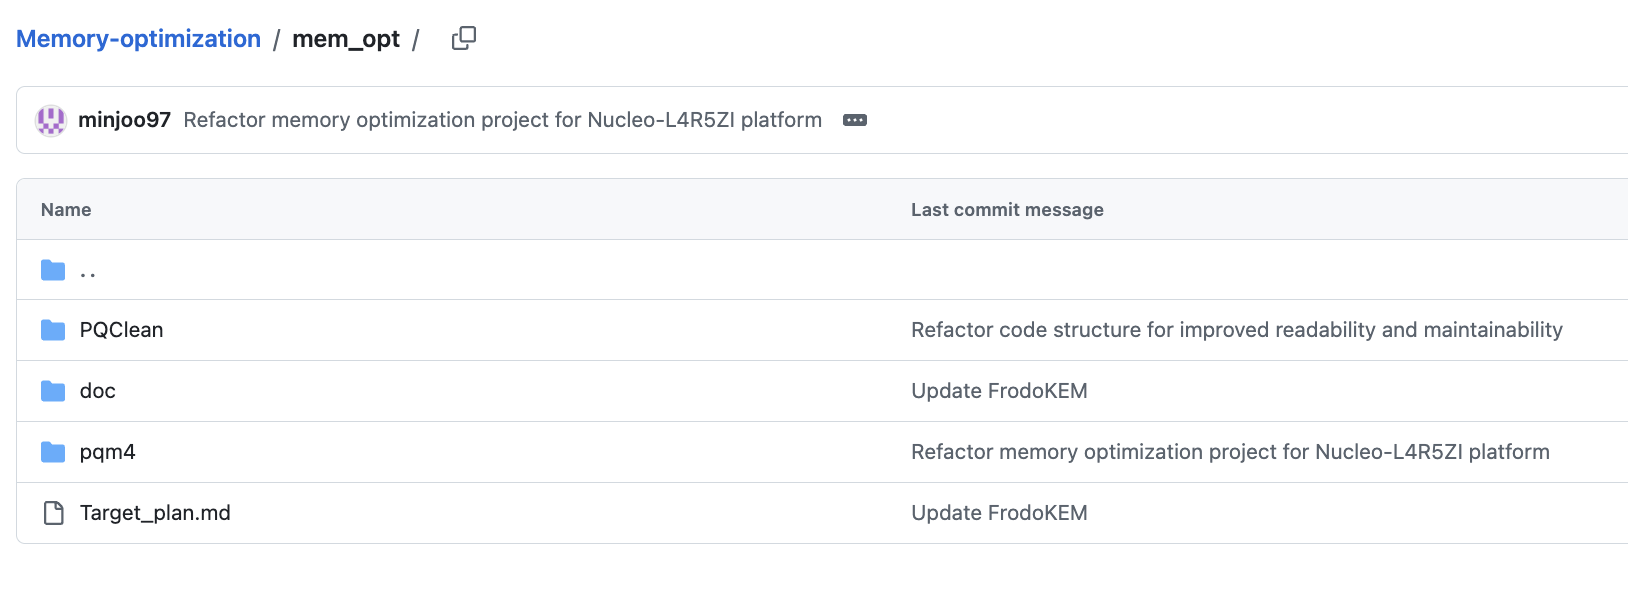 Memory-optimization / mem_opt /
minjoo97 Refactor memory optimization project for Nucleo-L4R5ZI platform
Name Last commit message
..
PQClean Refactor code structure for improved readability and maintainability
doc Update FrodoKEM
pqm4 Refactor memory optimization project for Nucleo-L4R5ZI platform
Target_plan.md Update FrodoKEM